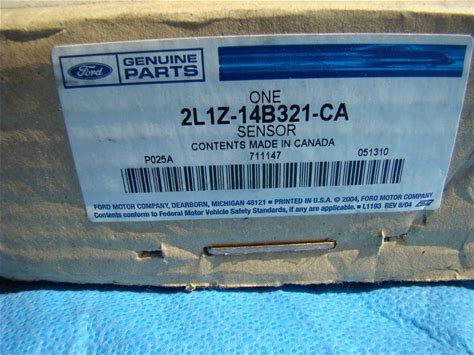 Ford
GENUINE
PARTS
ONE
2L1Z-14B321-CA
SENSOR
CONTENTS MADE IN CANADA
P025A 711147 051310
FORD MOTOR COMPANY, DEARBORN, MICHIGAN 48121 ▪ PRINTED IN U.S.A. © 2004, FORD MOTOR COMPANY
Contents conform to Federal Motor Vehicle Safety Standards, if any are applicable. ▪ L1193 REV 8/04